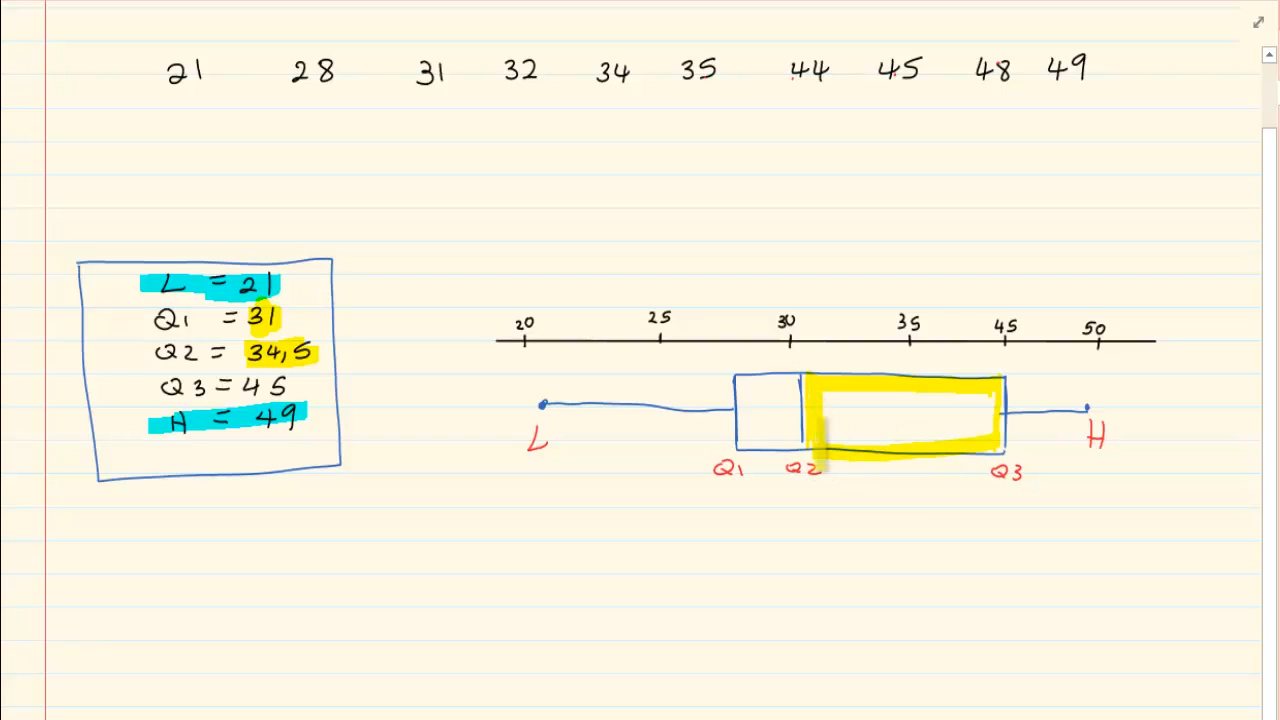 21 28 31 32 34 35 44 45 48 49
L = 21
Q1 = 31
Q2 = 34,5
Q3 = 45
H = 49
20 25 30 35 45 50
L H
Q1 Q2 Q3